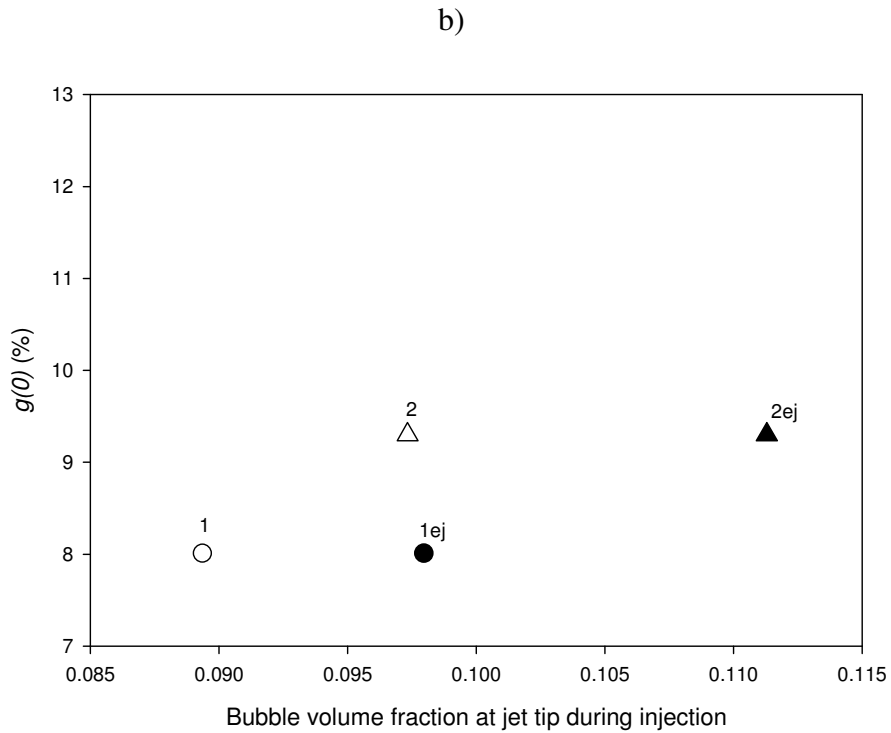 b)
13
12
11
10
9
8
7
g(0) (%)
2
2ej
1
1ej
0.085 0.090 0.095 0.100 0.105 0.110 0.115
Bubble volume fraction at jet tip during injection